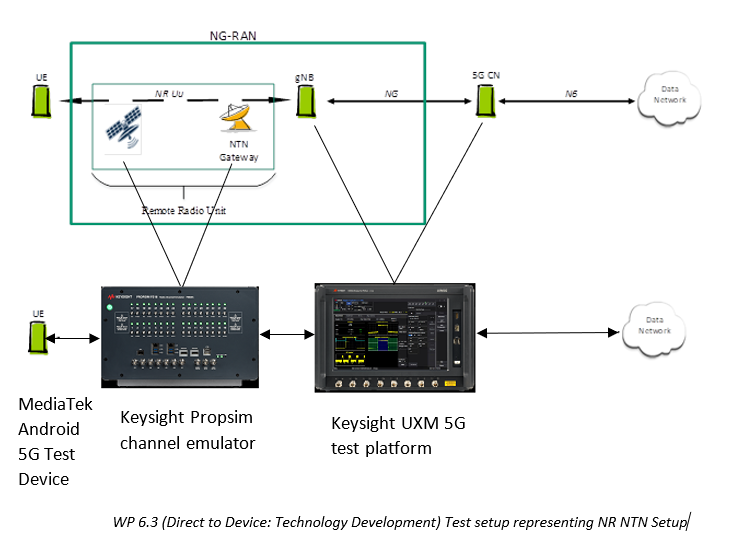 NG-RAN
UE
NR Uu
gNB
NG
5G CN
N6
Data
Network
NTN
Gateway
Remote Radio Unit
KEYSIGHT
UE
Data
Network
MediaTek
Android
5G Test
Device
Keysight Propsim
channel emulator
Keysight UXM 5G
test platform
WP 6.3 (Direct to Device: Technology Development) Test setup representing NR NTN Setup